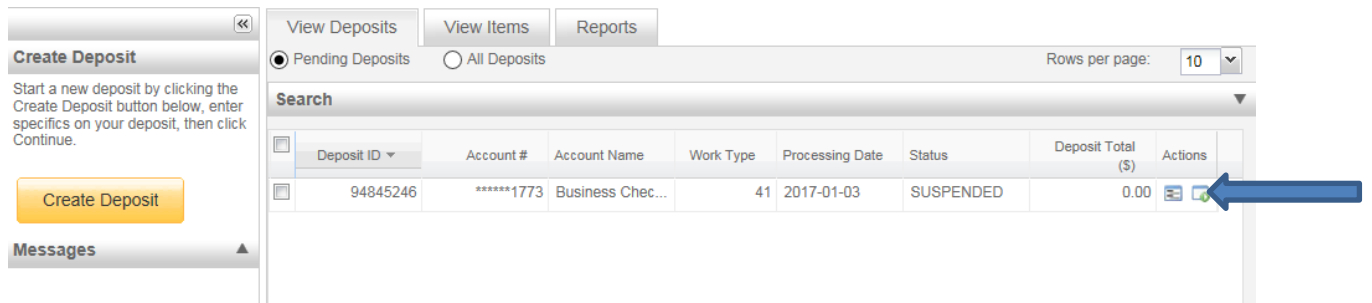 View Deposits View Items Reports
Create Deposit
Pending Deposits All Deposits Rows per page: 10
Start a new deposit by clicking the
Create Deposit button below, enter
specifics on your deposit, then click
Continue.
Create Deposit
Messages
Search
Deposit ID Account # Account Name Work Type Processing Date Status Deposit Total ($) Actions
94845246 ******1773 Business Chec... 41 2017-01-03 SUSPENDED 0.00